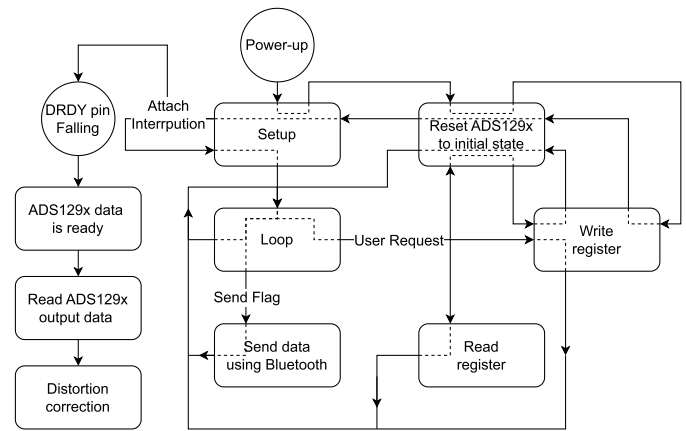 Power-up
DRDY pin
Falling
Attach
Interrpution
Setup
Reset ADS129x
to initial state
ADS129x data
is ready
Loop
User Request
Write
register
Read ADS129x
output data
Send Flag
Send data
using Bluetooth
Read
register
Distortion
correction